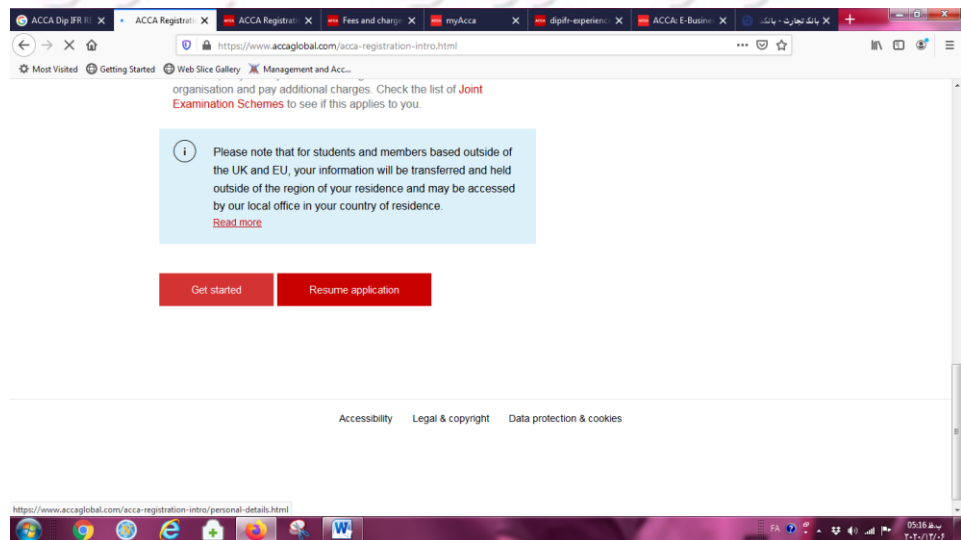 ACCA Dip IFR RE
ACCA Registrati
ACCA Registrati
Fees and charge
myAcca
dipifr-experience
ACCA: E-Busines
بانک تجارت - بانک
https://www.accaglobal.com/acca-registration-intro.html
Most Visited Getting Started Web Slice Gallery Management and Acc...
organisation and pay additional charges. Check the list of Joint
Examination Schemes to see if this applies to you.
Please note that for students and members based outside of
the UK and EU, your information will be transferred and held
outside of the region of your residence and may be accessed
by our local office in your country of residence.
Read more
Get started Resume application
Accessibility Legal & copyright Data protection & cookies
https://www.accaglobal.com/acca-registration-intro/personal-details.html
FA
05:16 ب.ظ